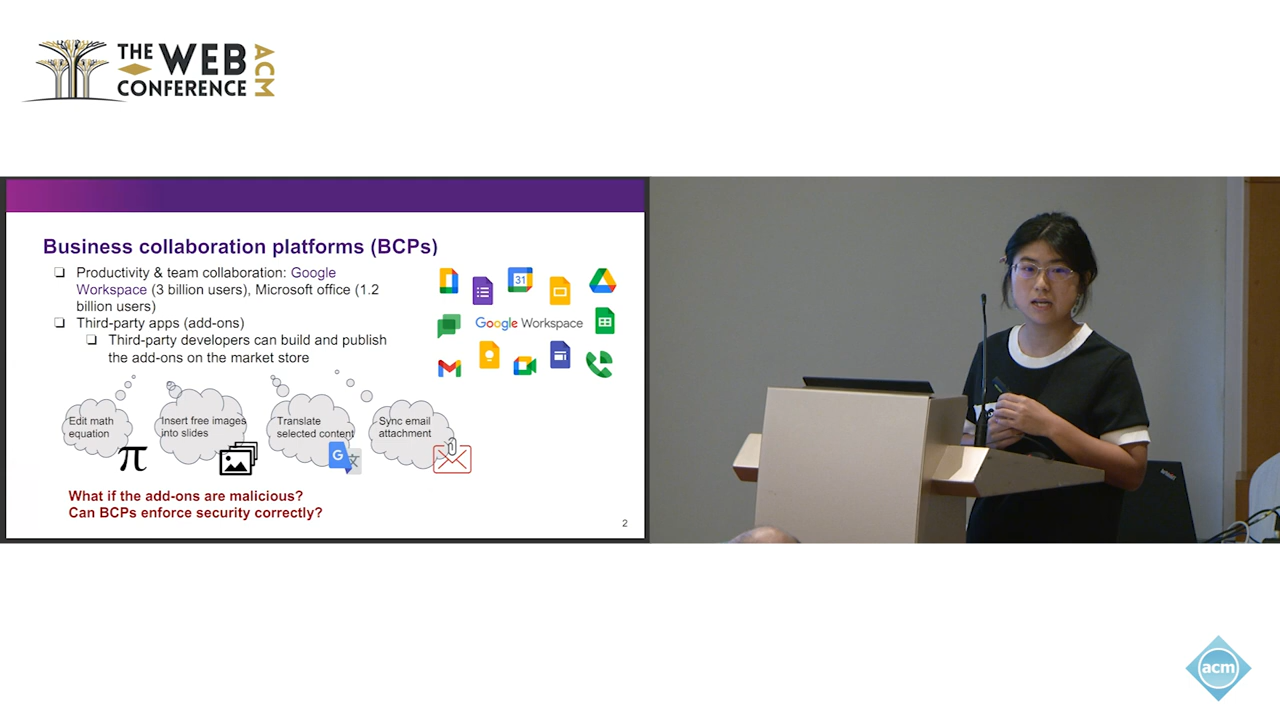 THE WEB
CONFERENCE
ACM
Business collaboration platforms (BCPs)
Productivity & team collaboration: Google
Workspace (3 billion users), Microsoft office (1.2
billion users)
Third-party apps (add-ons)
Third-party developers can build and publish
the add-ons on the market store
31
Google Workspace
Edit math
equation
π
Insert free images
into slides
Translate
selected content
G 文
Sync email
attachment
What if the add-ons are malicious?
Can BCPs enforce security correctly?
2
acm